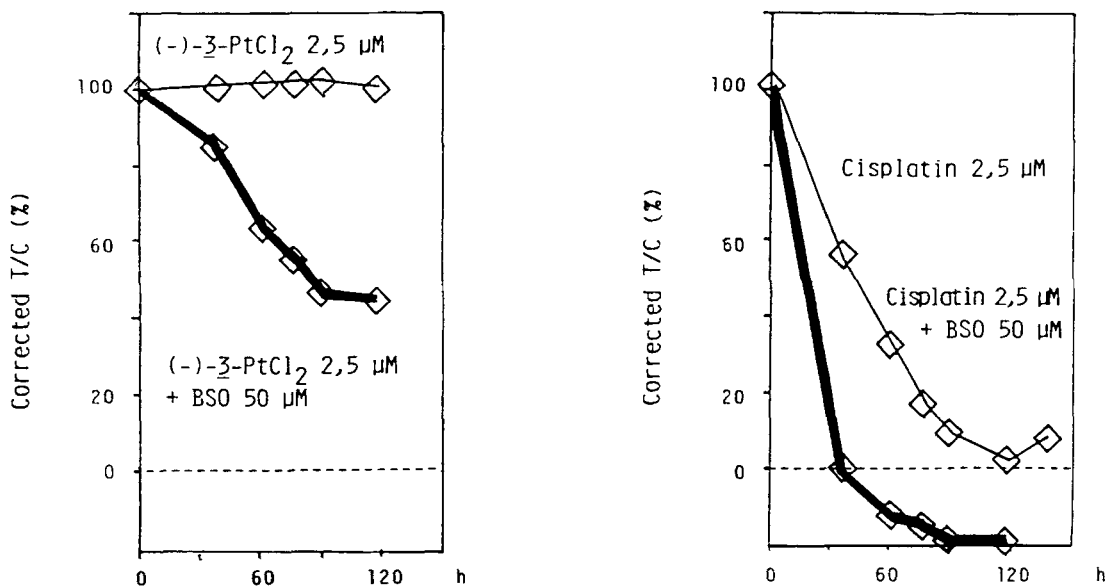 (-)-3-PtCl2 2,5 µM
100
60
20
0
Corrected T/C (%)
(-)-3-PtCl2 2,5 µM
+ BSO 50 µM
0 60 120 h
100
60
20
0
Corrected T/C (%)
Cisplatin 2,5 µM
Cisplatin 2,5 µM
+ BSO 50 µM
0 60 120 h